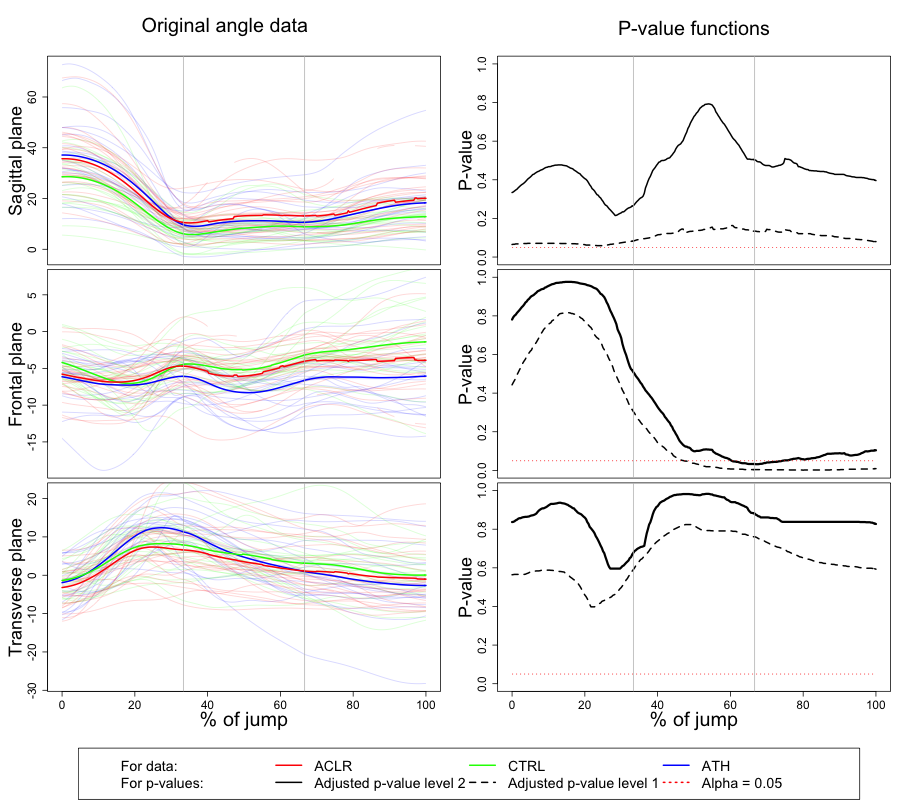 Original angle data
P-value functions
Sagittal plane
0 20 40 60
P-value
0.0 0.2 0.4 0.6 0.8 1.0
Frontal plane
-15 -10 -5 0 5
P-value
0.0 0.2 0.4 0.6 0.8 1.0
Transverse plane
-30 -20 10 0 10 20
P-value
0.0 0.2 0.4 0.6 0.8 1.0
0 20 40 60 80 100
0 20 40 60 80 100
% of jump
% of jump
For data: ACLR CTRL ATH
For p-values: Adjusted p-value level 2 Adjusted p-value level 1 Alpha = 0.05